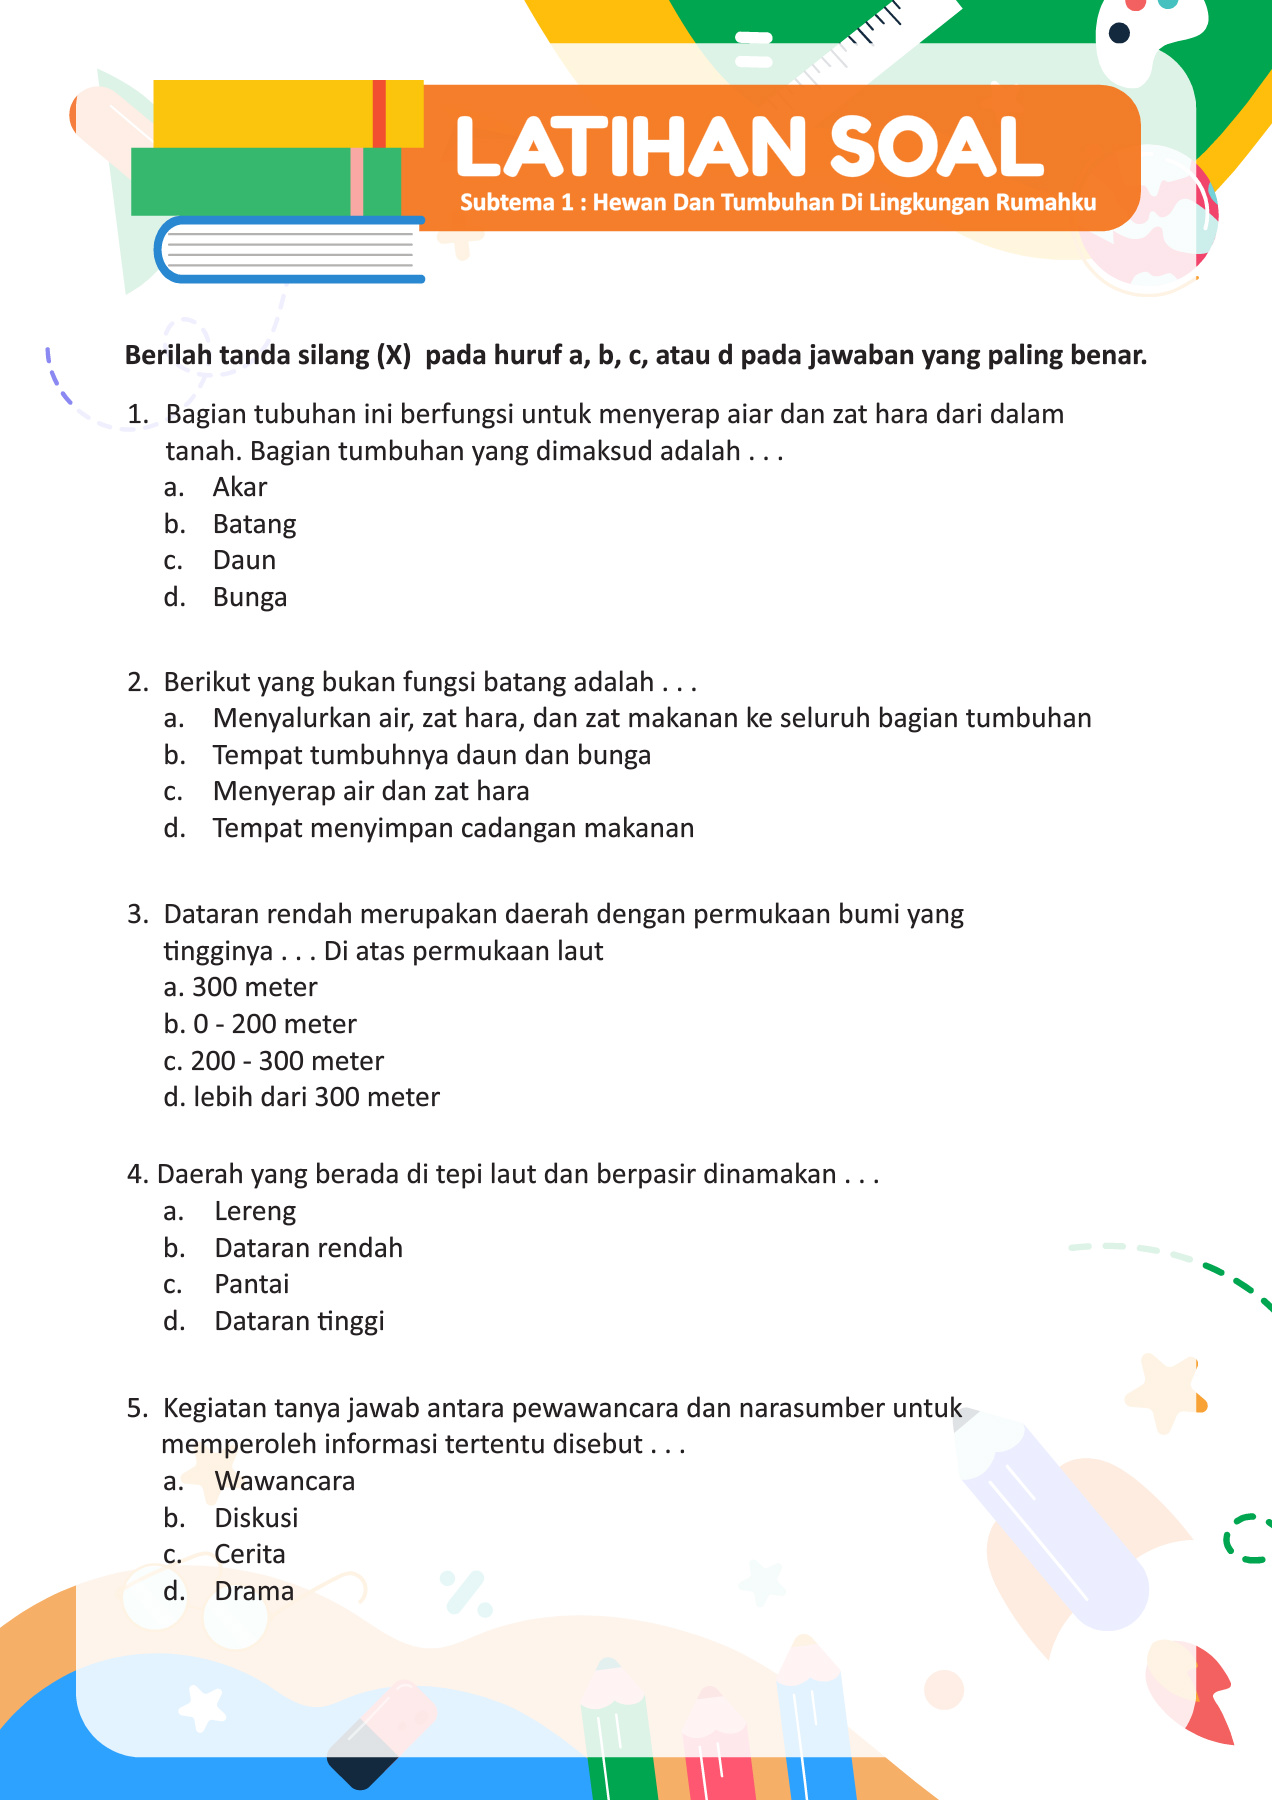 LATIHAN SOAL
Subtema 1 : Hewan Dan Tumbuhan Di Lingkungan Rumahku
Berilah tanda silang (X) pada huruf a, b, c, atau d pada jawaban yang paling benar.
1. Bagian tubuhan ini berfungsi untuk menyerap aiar dan zat hara dari dalam
tanah. Bagian tumbuhan yang dimaksud adalah . . .
a. Akar
b. Batang
c. Daun
d. Bunga
2. Berikut yang bukan fungsi batang adalah . . .
a. Menyalurkan air, zat hara, dan zat makanan ke seluruh bagian tumbuhan
b. Tempat tumbuhnya daun dan bunga
c. Menyerap air dan zat hara
d. Tempat menyimpan cadangan makanan
3. Dataran rendah merupakan daerah dengan permukaan bumi yang
tingginya . . . Di atas permukaan laut
a. 300 meter
b. 0 - 200 meter
c. 200 - 300 meter
d. lebih dari 300 meter
4. Daerah yang berada di tepi laut dan berpasir dinamakan . . .
a. Lereng
b. Dataran rendah
c. Pantai
d. Dataran tinggi
5. Kegiatan tanya jawab antara pewawancara dan narasumber untuk
memperoleh informasi tertentu disebut . . .
a. Wawancara
b. Diskusi
c. Cerita
d. Drama